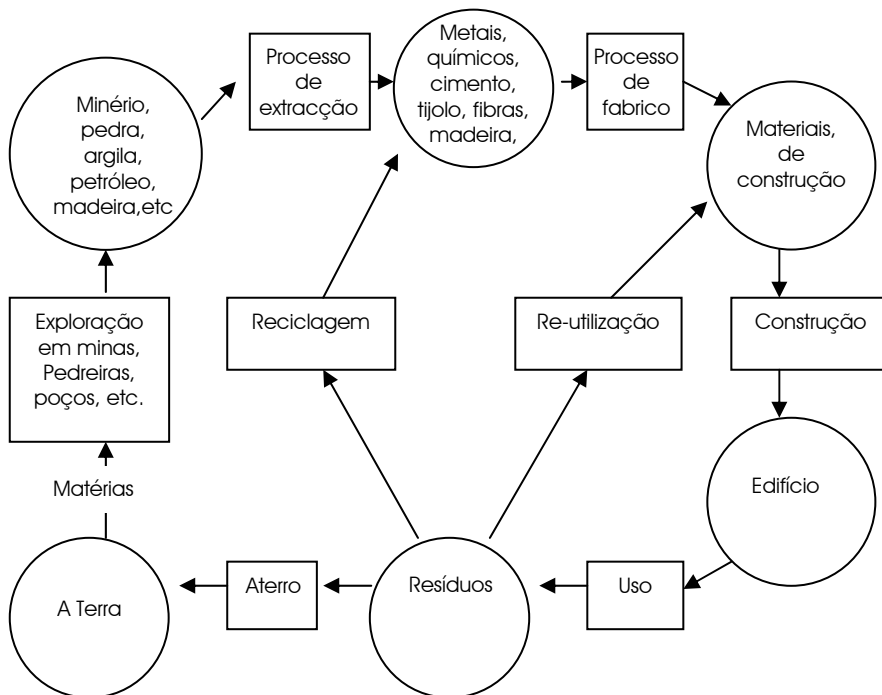 Minério,
pedra,
argila,
petróleo,
madeira,etc
Processo
de
extracção
Metais,
químicos,
cimento,
tijolo, fibras,
madeira,
Processo
de
fabrico
Materiais,
de
construção
Exploração
em minas,
Pedreiras,
poços, etc.
Reciclagem
Re-utilização
Construção
Matérias
Edifício
A Terra
Aterro
Resíduos
Uso